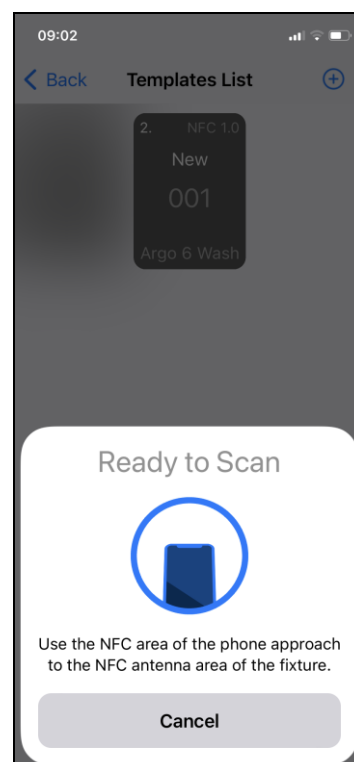 09:02
Back Templates List
2. NFC 1.0
New
001
Argo 6 Wash
Ready to Scan
Use the NFC area of the phone approach
to the NFC antenna area of the fixture.
Cancel